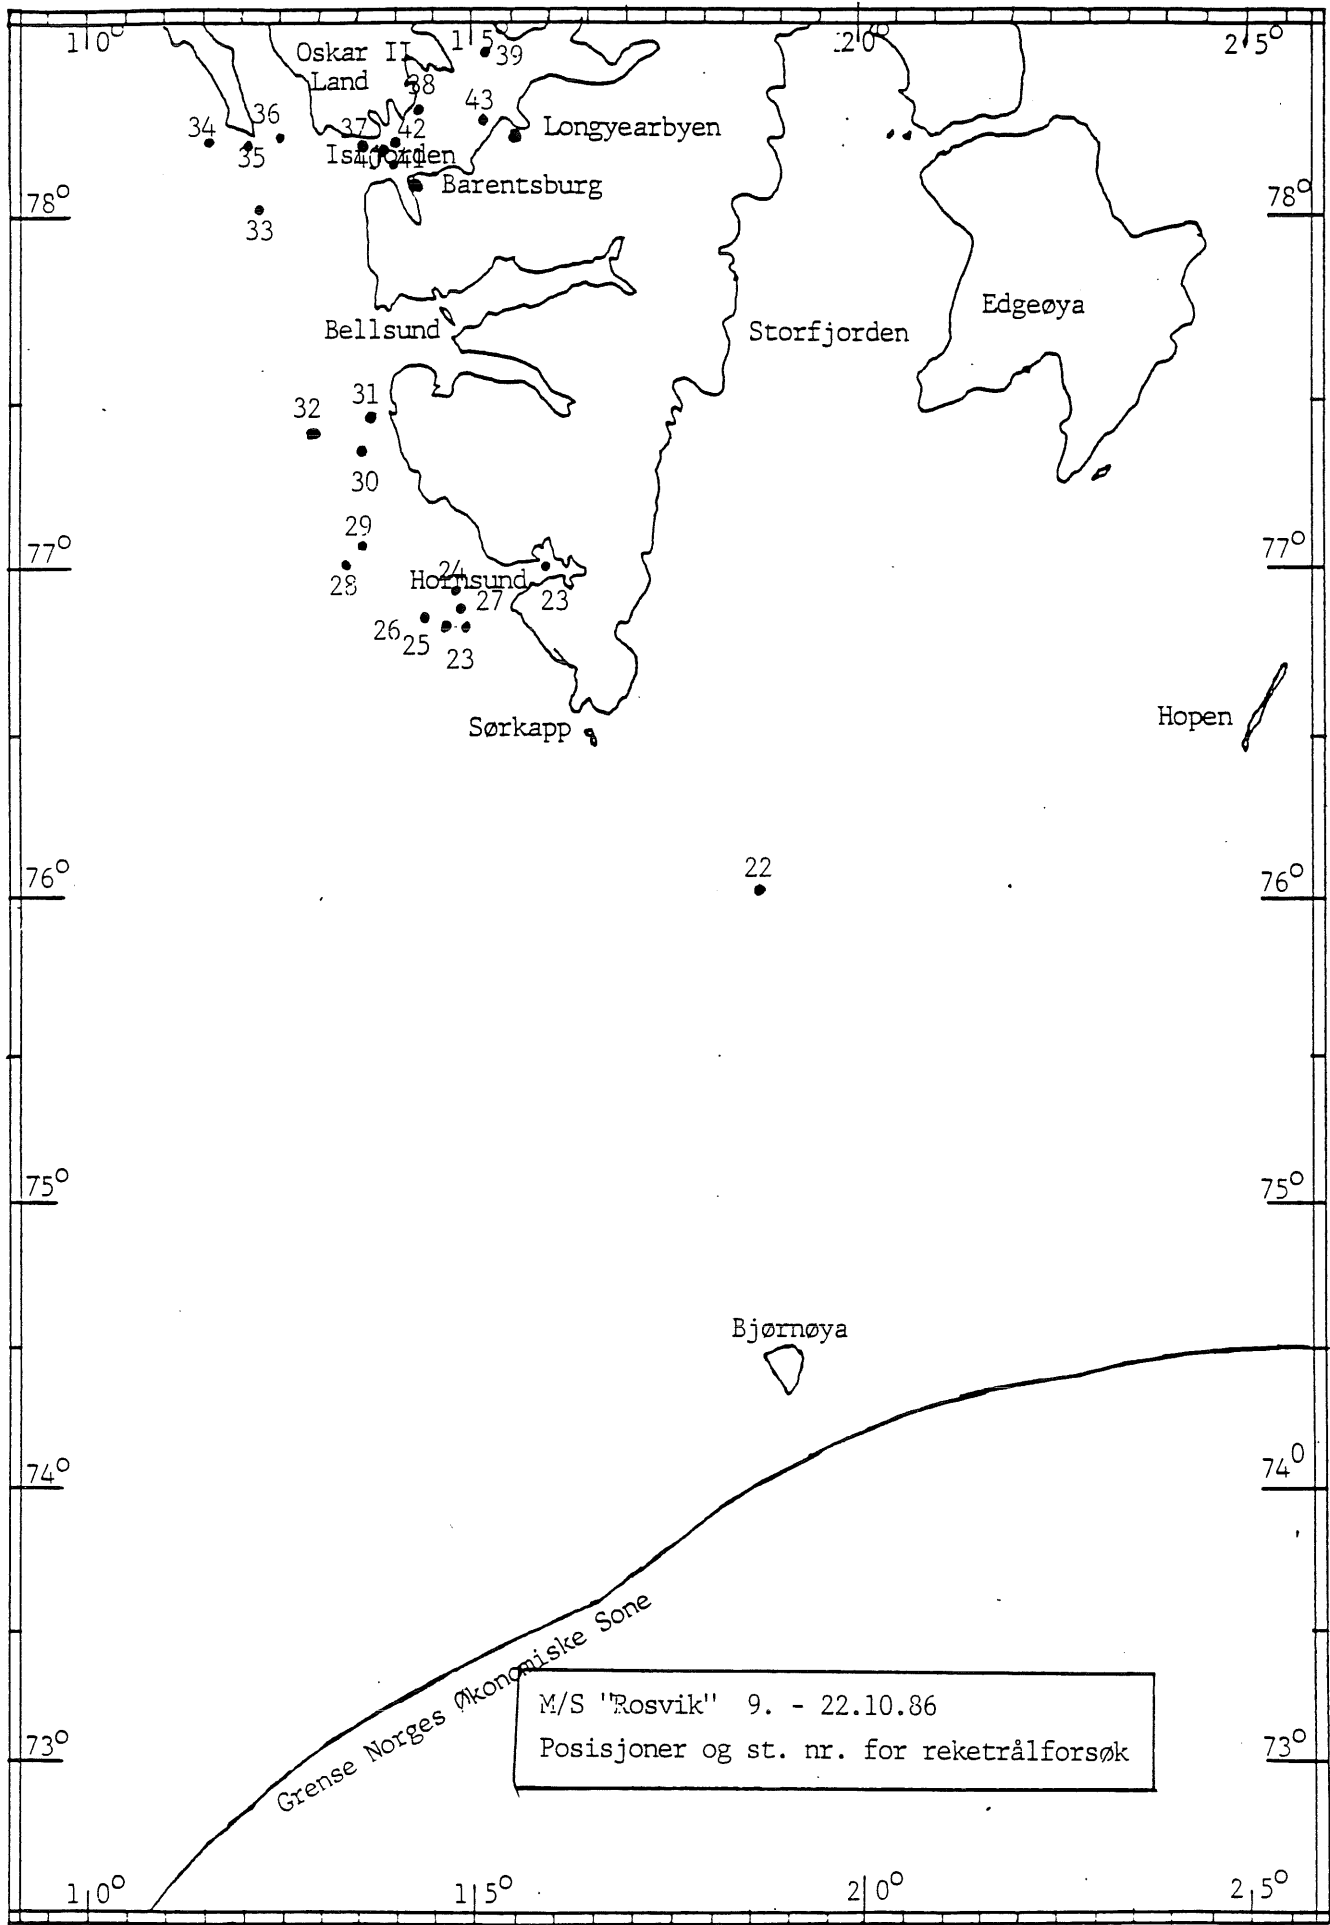 10° 15° 20° 25°
Oskar II
Land
39
38
34 36 37 42 43 Longyearbyen
35 Isfjorden 41
Barentsburg
78° 78°
33
Edgeøya
Bellsund Storfjorden
32 31
30
29
77° 77°
28 24
Hornsund 27 23
26 25 23
Sørkapp Hopen
22
76° 76°
75° 75°
Bjørnøya
74° 74°
Grense Norges Økonomiske Sone
M/S "Rosvik" 9. - 22.10.86
Posisjoner og st. nr. for reketrålforsøk
73° 73°
10° 15° 20° 25°